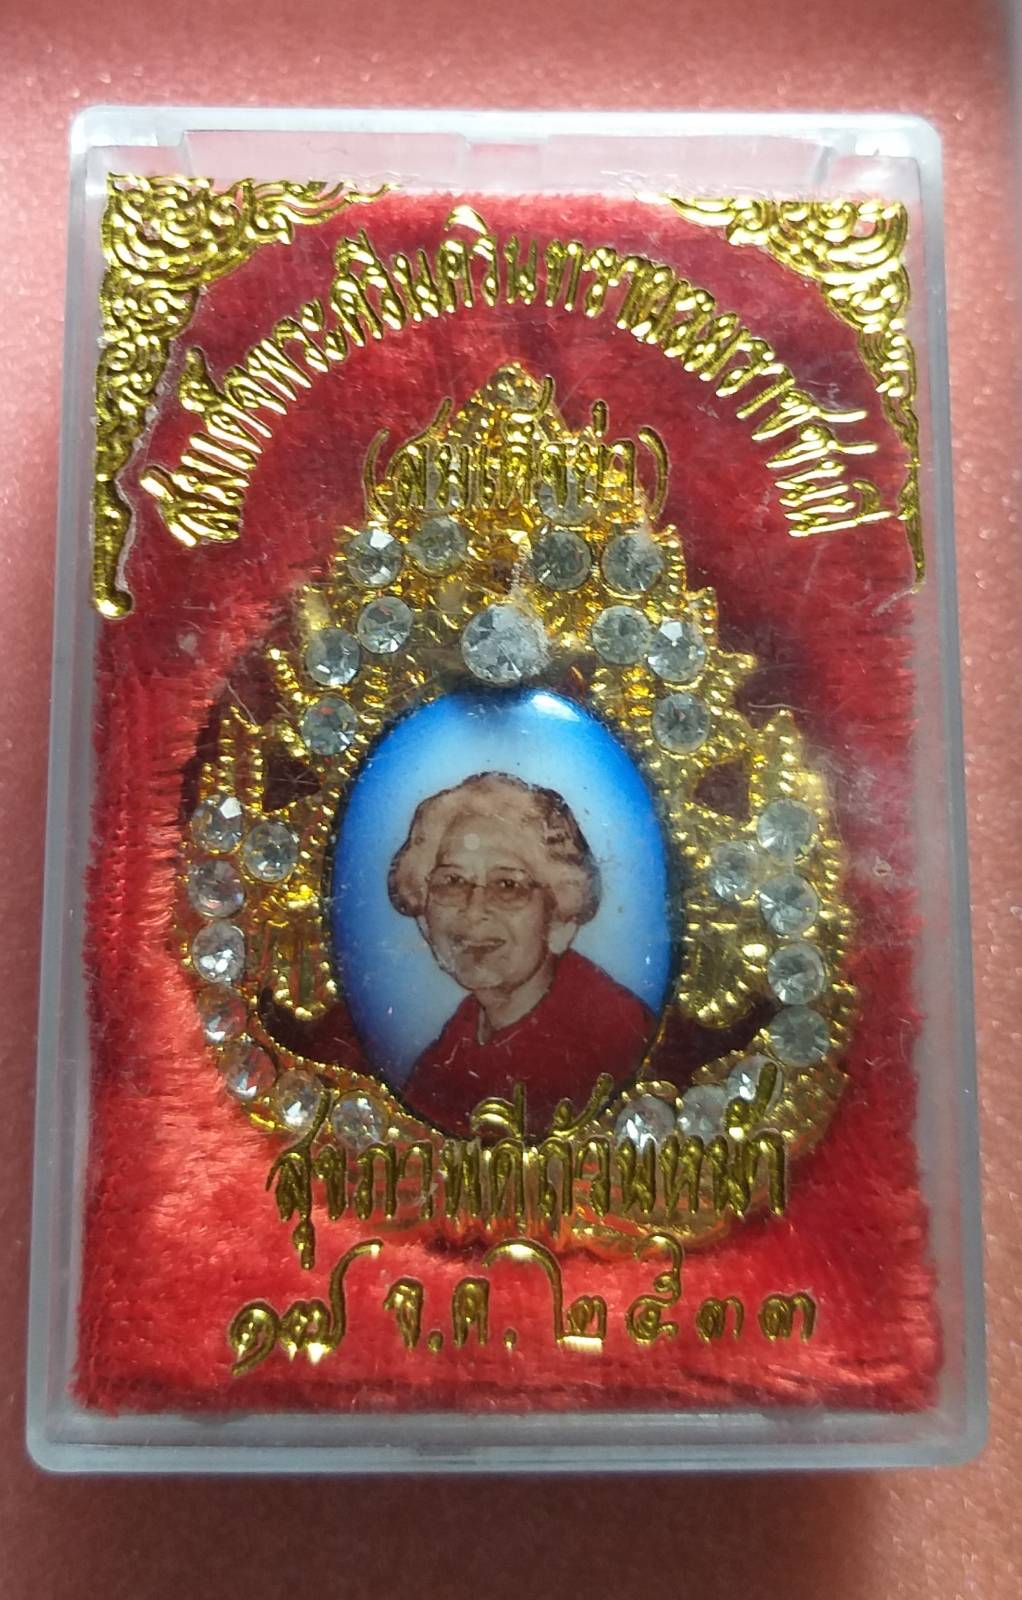 สมเด็จพระศรีนครินทราบรมราชชนนี
(สมเด็จย่า)
สุขภาพดีถ้วนหน้า
๑๗ จ.ค. ๒๕๓๓